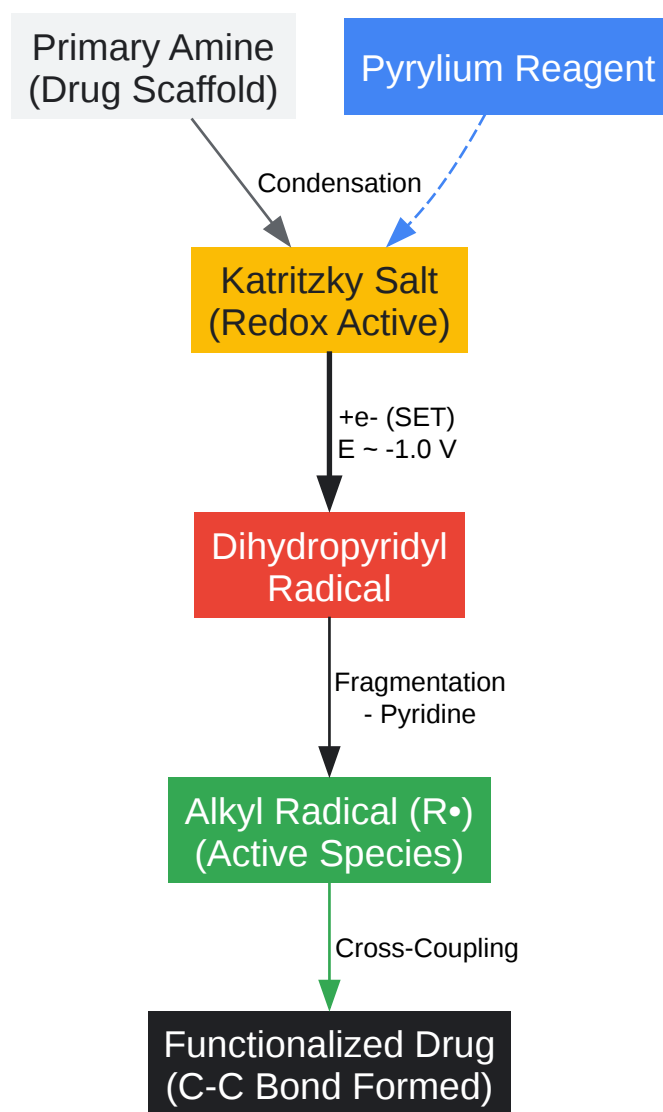 Primary Amine
(Drug Scaffold)
Pyrylium Reagent
Condensation
Katritzky Salt
(Redox Active)
+e- (SET)
E ~ -1.0 V
Dihydropyridyl
Radical
Fragmentation
- Pyridine
Alkyl Radical (R•)
(Active Species)
Cross-Coupling
Functionalized Drug
(C-C Bond Formed)